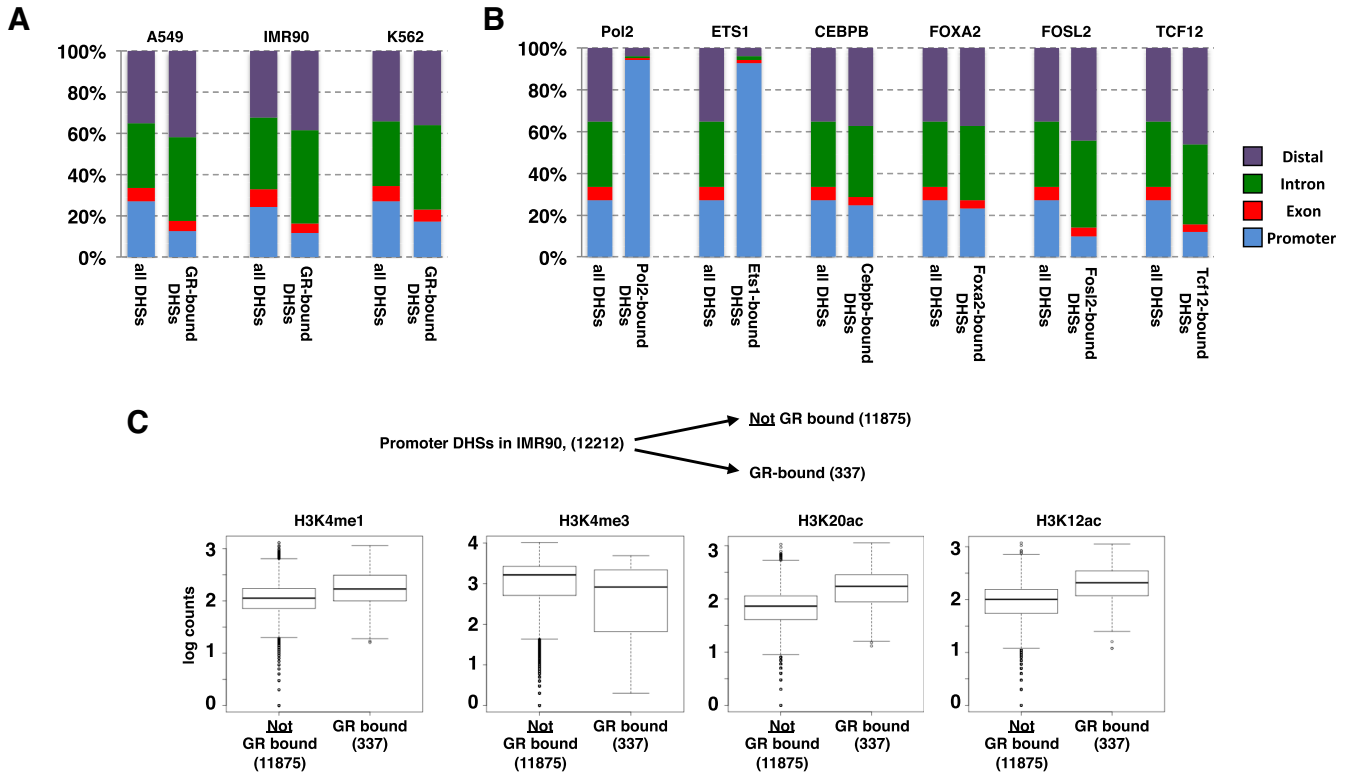 A
A549 IMR90 K562
100%
80%
60%
40%
20%
0%
all DHSs
GR-bound
DHSs
all DHSs
GR-bound
DHSs
all DHSs
GR-bound
DHSs
B
Pol2 ETS1 CEBPB FOXA2 FOSL2 TCF12
100%
80%
60%
40%
20%
0%
all DHSs
Pol2-bound
DHSs
all DHSs
Ets1-bound
DHSs
all DHSs
Cebpb-bound
DHSs
all DHSs
Foxa2-bound
DHSs
all DHSs
Fosl2-bound
DHSs
all DHSs
Tcf12-bound
DHSs
Distal
Intron
Exon
Promoter
C
Promoter DHSs in IMR90, (12212)
Not GR bound (11875)
GR-bound (337)
H3K4me1
log counts
3
2
1
0
Not
GR bound
(11875)
GR bound
(337)
H3K4me3
4
3
2
1
0
Not
GR bound
(11875)
GR bound
(337)
H3K20ac
3
2
1
0
Not
GR bound
(11875)
GR bound
(337)
H3K12ac
3
2
1
0
Not
GR bound
(11875)
GR bound
(337)